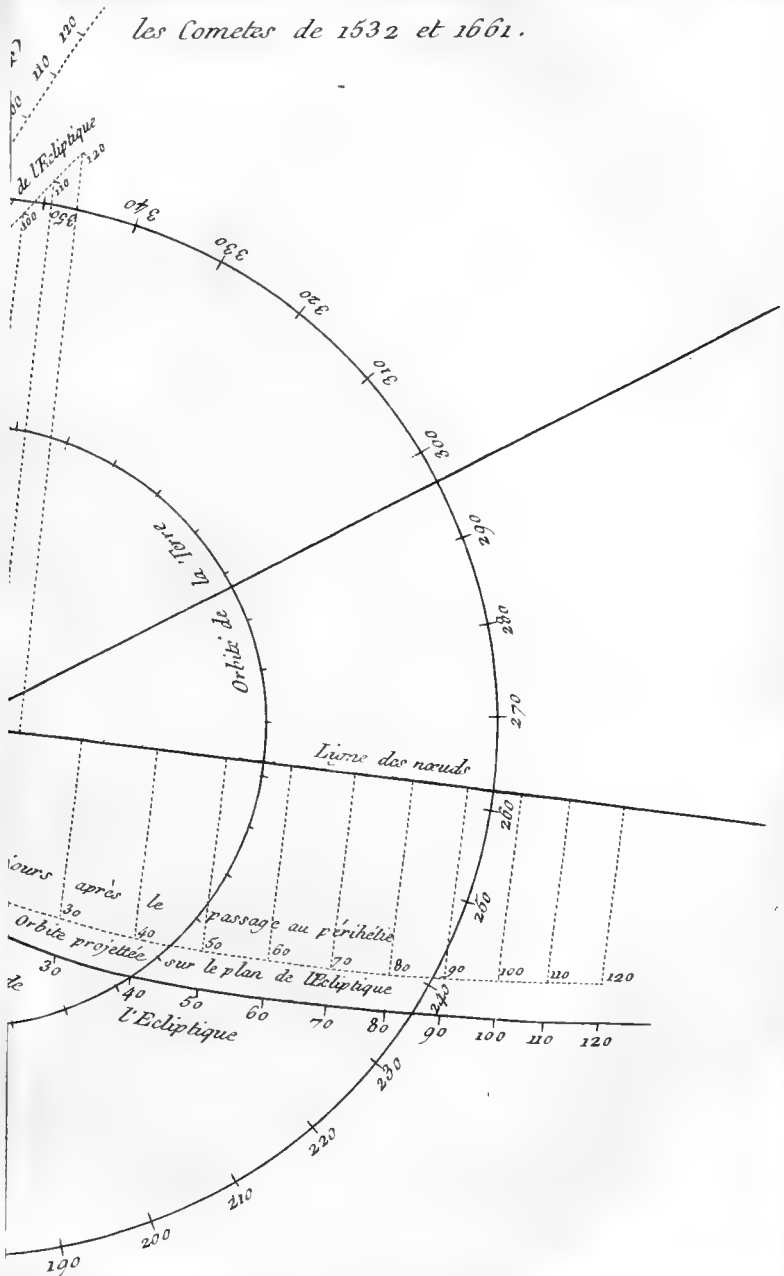 les Cometes de 1532 et 1661.
120
110
de l'Ecliptique
120
110
100
350
340
330
320
310
300
290
280
270
Orbite de la Terre
Ligne des nœuds
260
260
240
230
220
210
200
190
Jours après le passage au périhélie
30 40 50 60 70 80 90 100 110 120
Orbite projettée sur le plan de l'Ecliptique
de
l'Ecliptique
30 40 50 60 70 80 90 100 110 120